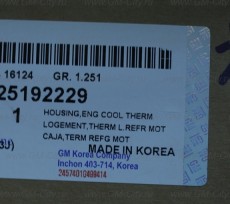 16124 GR. 1.251
25192229
1 HOUSING,ENG COOL THERM
LOGEMENT,THERM L.REFR MOT
CAJA,TERM REFG MOT
3U) MADE IN KOREA
GM Korea Company
Inchon 403-714, Korea